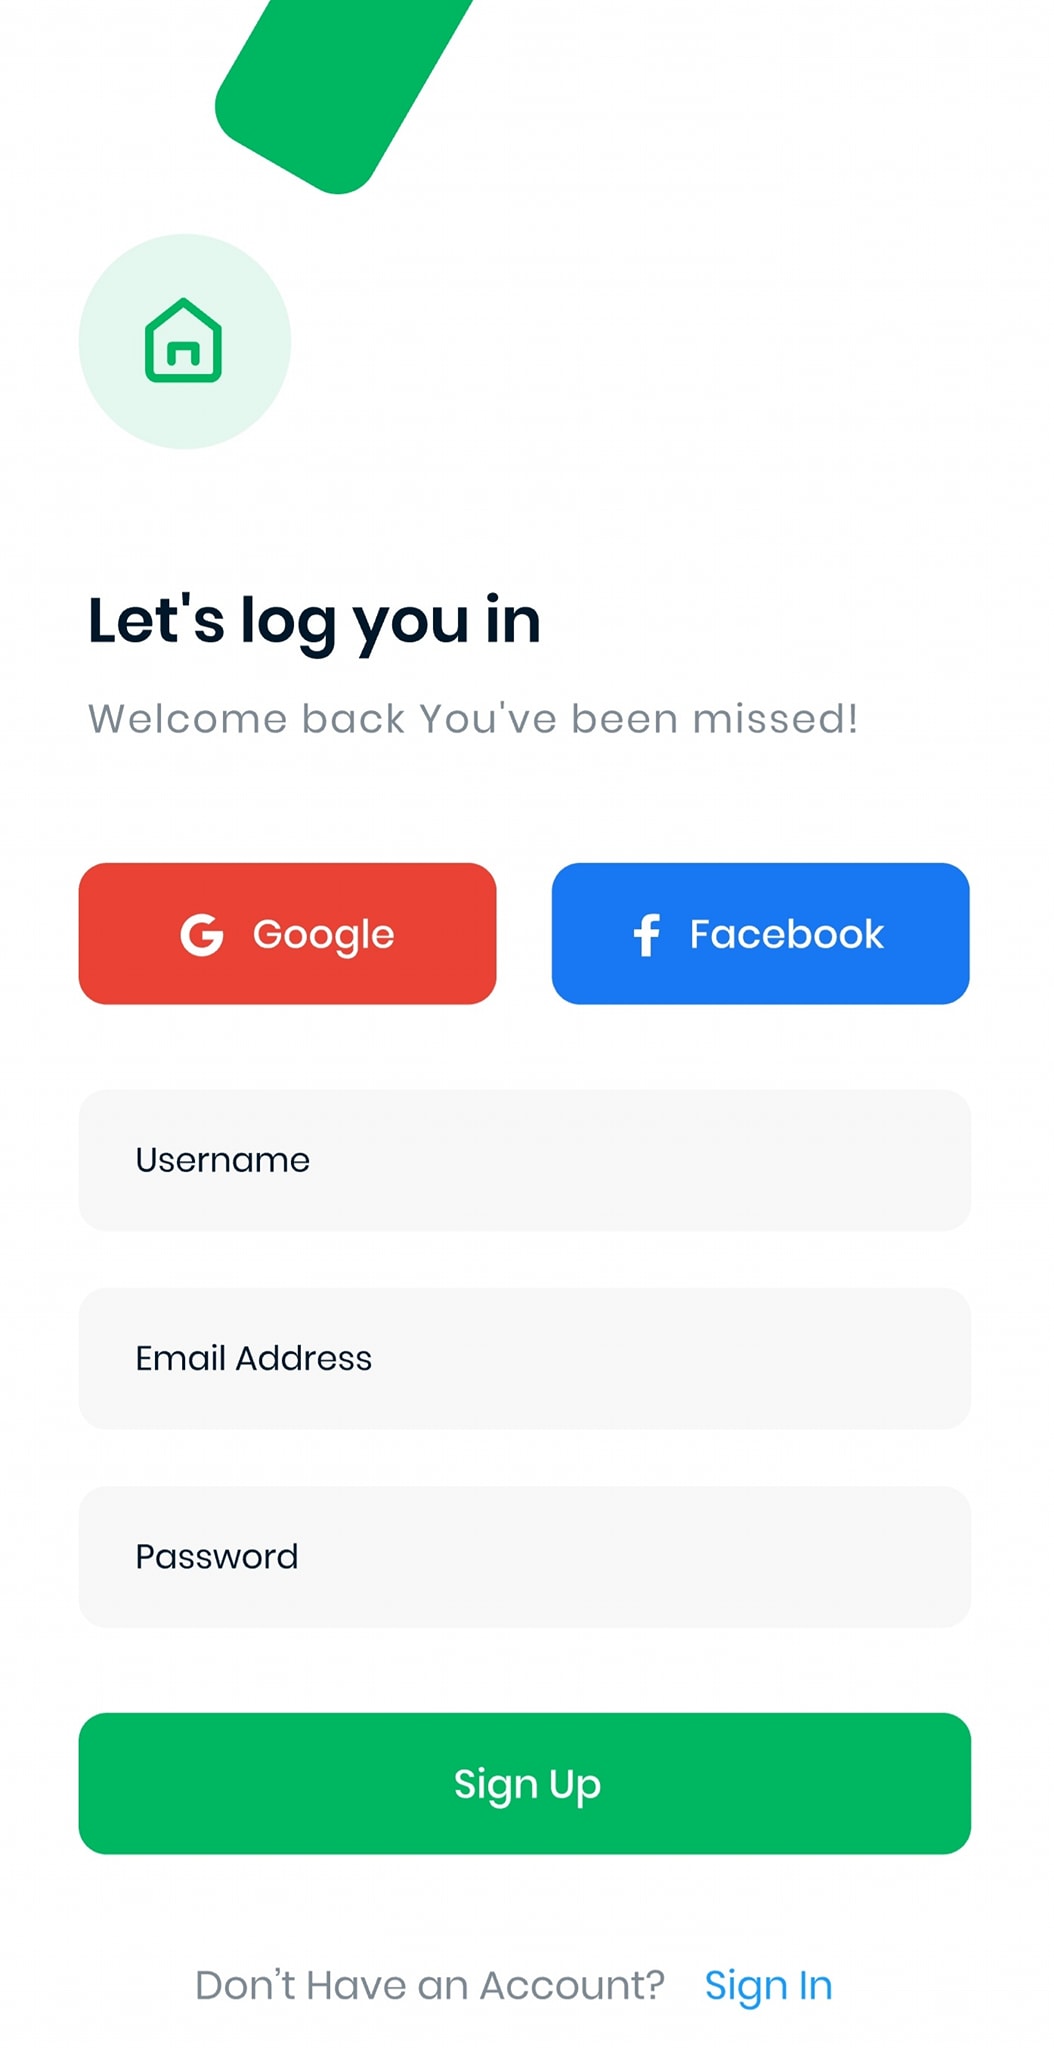 Let's log you in
Welcome back You've been missed!
Google
Facebook
Username
Email Address
Password
Sign Up
Don’t Have an Account? Sign In